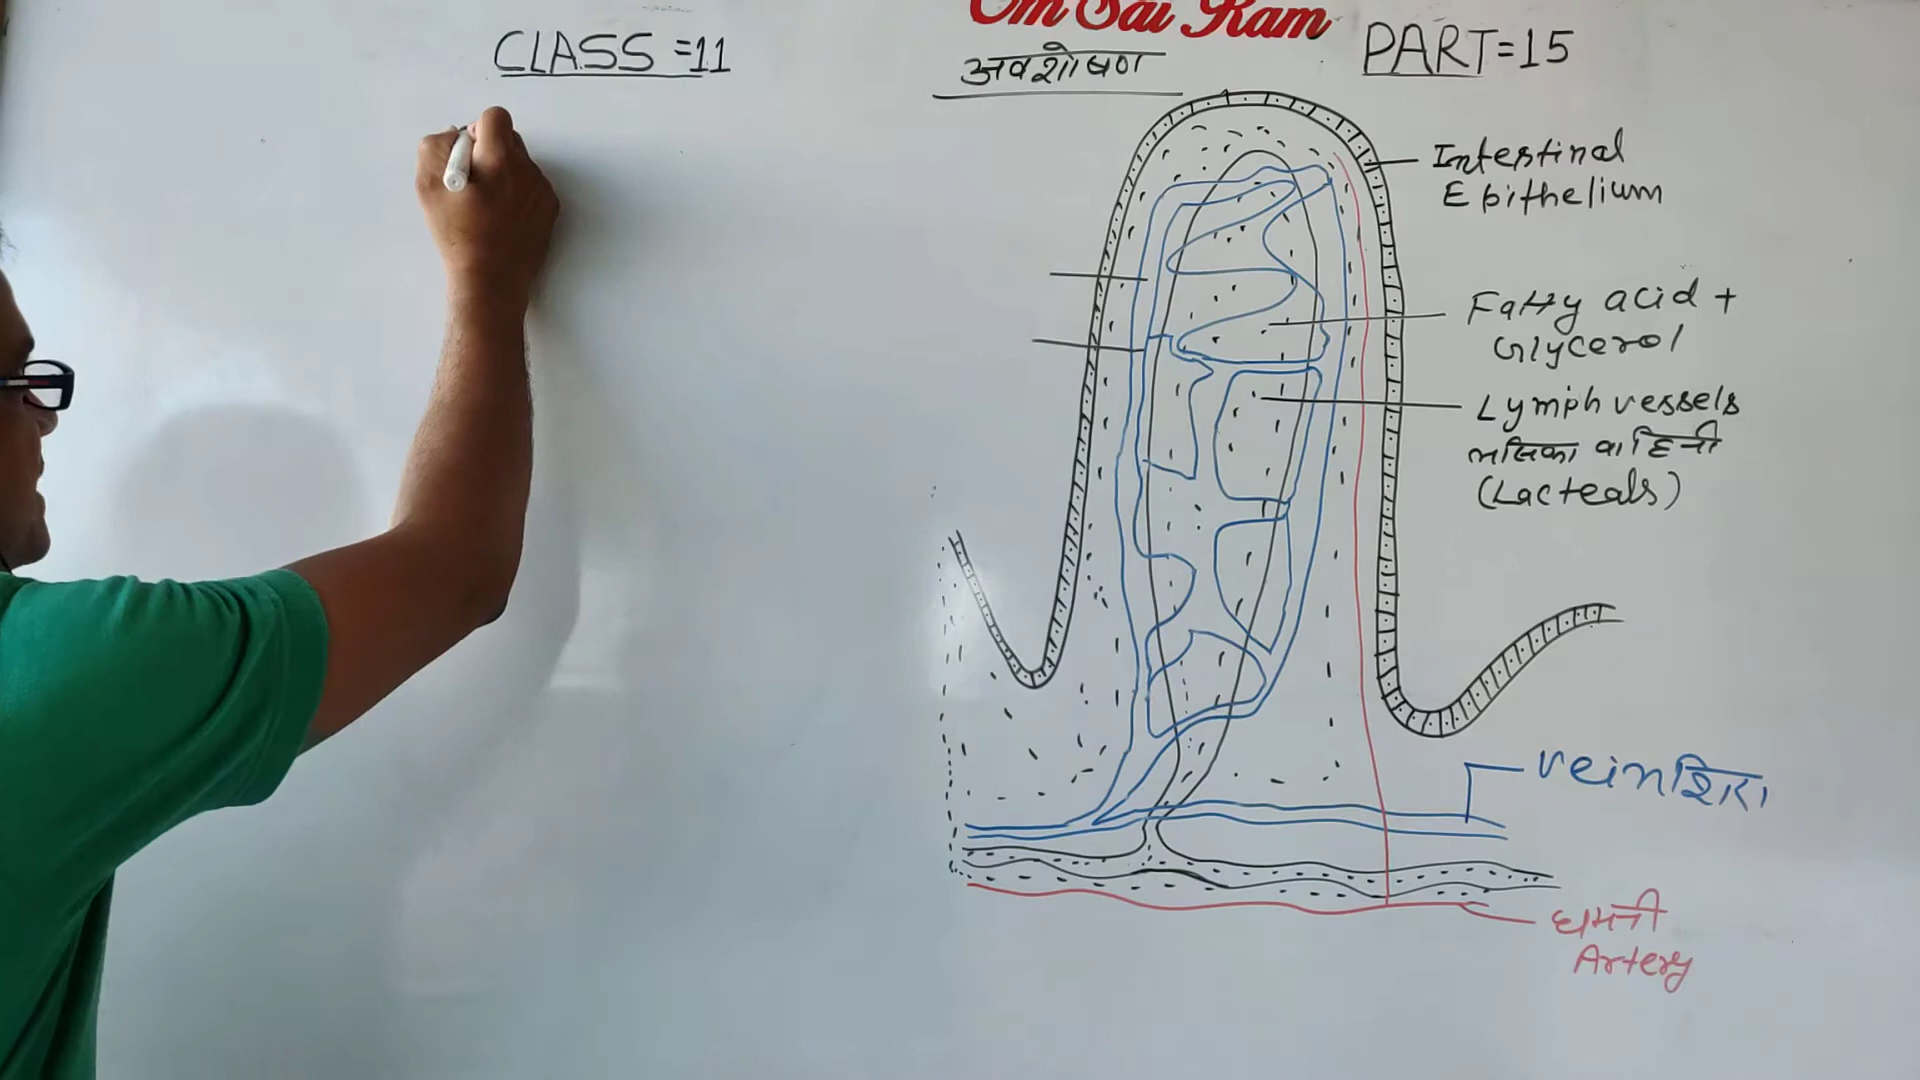 Om Sai Ram
CLASS =11
अवशोषण
PART=15
Intestinal
Epithelium
Fatty acid +
Glycerol
Lymph vessels
लसिका वाहिनी
(Lacteals)
vein शिरा
धमनी
Artery